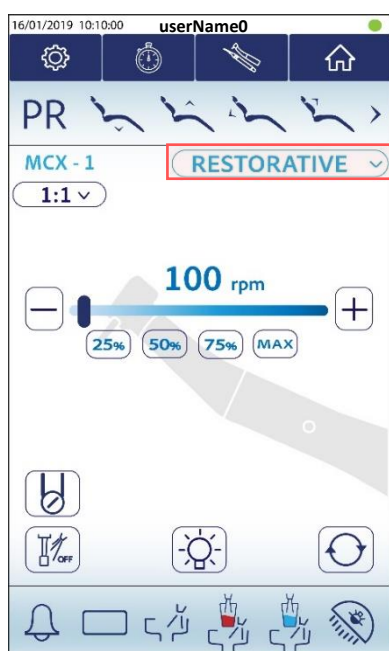 16/01/2019 10:10:00 userName0
PR
MCX - 1 RESTORATIVE
1:1
100 rpm
25% 50% 75% MAX
OFF